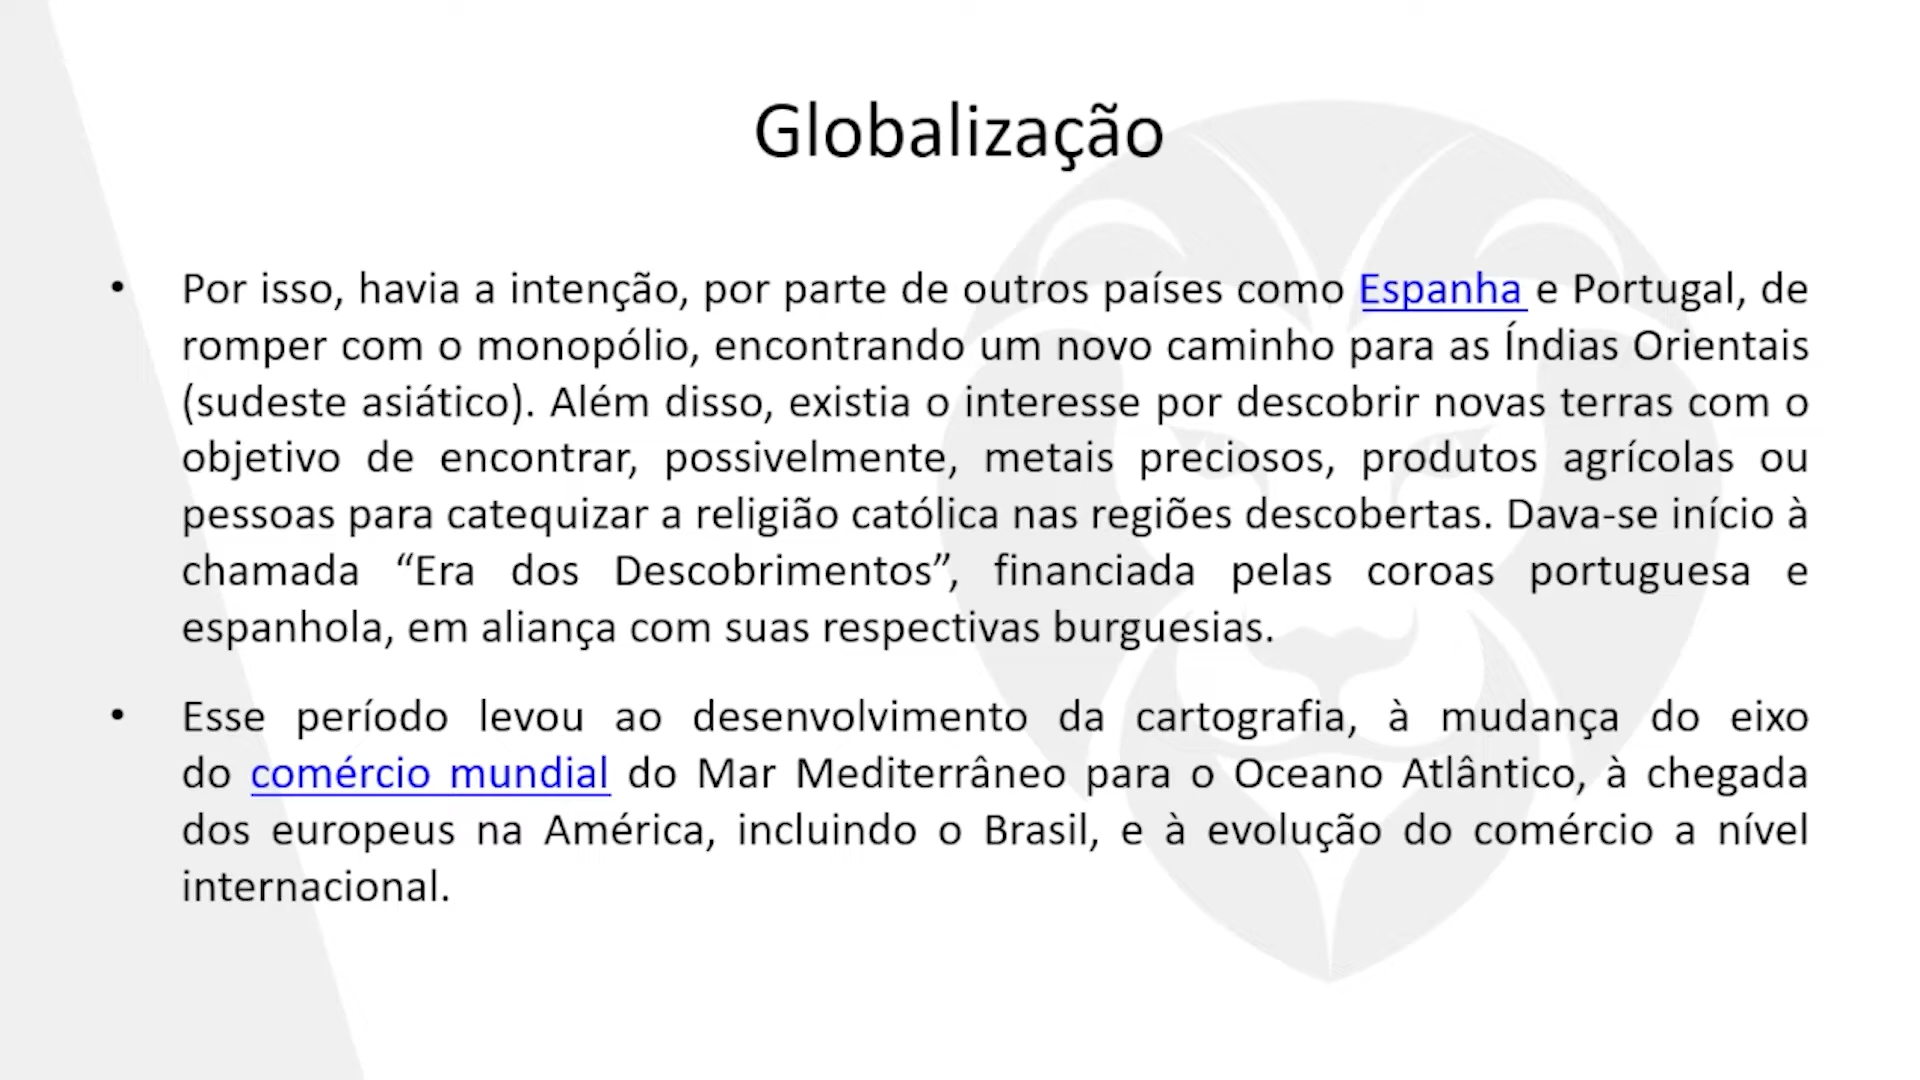 Globalização
• Por isso, havia a intenção, por parte de outros países como Espanha e Portugal, de
romper com o monopólio, encontrando um novo caminho para as Índias Orientais
(sudeste asiático). Além disso, existia o interesse por descobrir novas terras com o
objetivo de encontrar, possivelmente, metais preciosos, produtos agrícolas ou
pessoas para catequizar a religião católica nas regiões descobertas. Dava-se início à
chamada “Era dos Descobrimentos”, financiada pelas coroas portuguesa e
espanhola, em aliança com suas respectivas burguesias.
• Esse período levou ao desenvolvimento da cartografia, à mudança do eixo
do comércio mundial do Mar Mediterrâneo para o Oceano Atlântico, à chegada
dos europeus na América, incluindo o Brasil, e à evolução do comércio a nível
internacional.